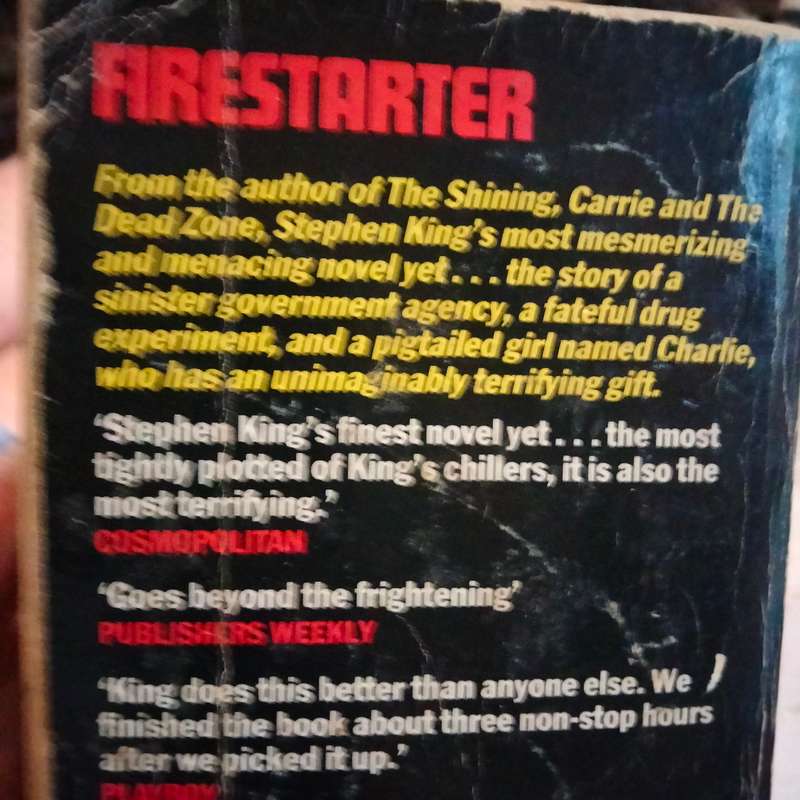 FIRESTARTER
From the author of The Shining, Carrie and The
Dead Zone, Stephen King's most mesmerizing
and menacing novel yet . . . the story of a
sinister government agency, a fateful drug
experiment, and a pigtailed girl named Charlie,
who has an unimaginably terrifying gift.
'Stephen King's finest novel yet . . . the most
tightly plotted of King's chillers, it is also the
most terrifying.'
COSMOPOLITAN
'Goes beyond the frightening'
PUBLISHERS WEEKLY
'King does this better than anyone else. We
finished the book about three non-stop hours
after we picked it up.'
PLAYBOY